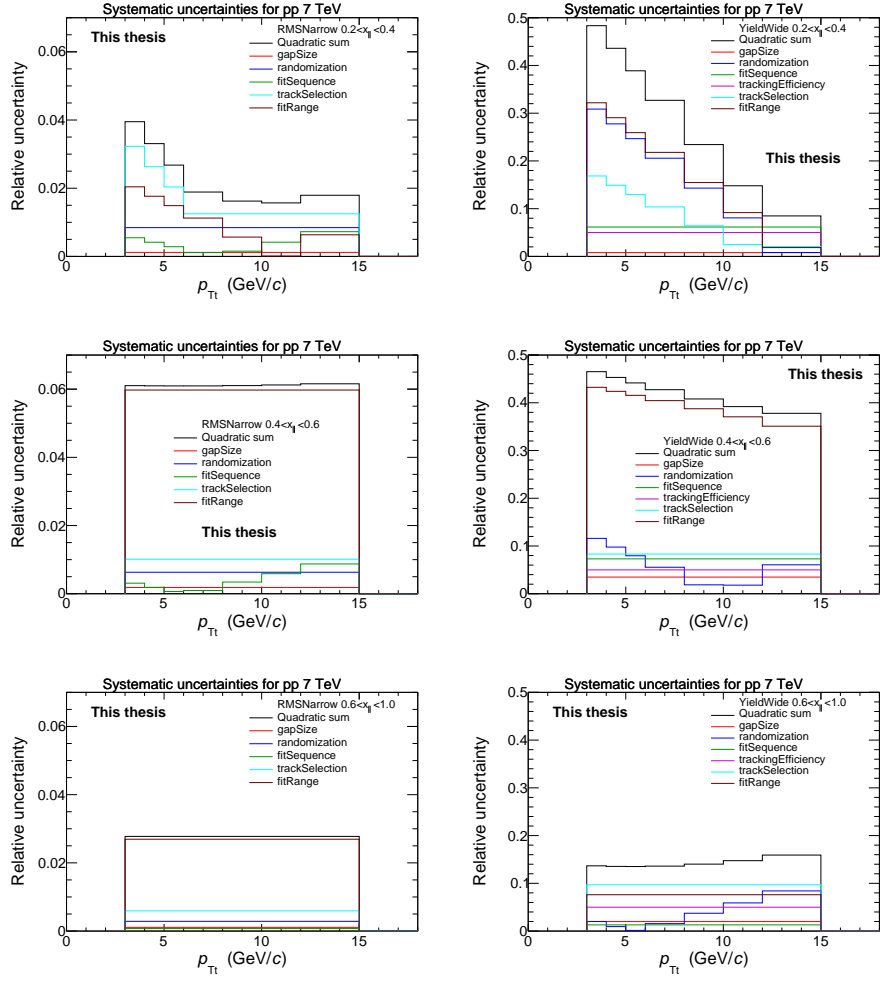 Systematic uncertainties for pp 7 TeV
This thesis
RMSNarrow 0.2<x||<0.4
Quadratic sum
gapSize
randomization
fitSequence
trackSelection
fitRange
Relative uncertainty
0.06
0.04
0.02
0
0 5 10 15
pTt (GeV/c)
Systematic uncertainties for pp 7 TeV
YieldWide 0.2<x||<0.4
Quadratic sum
gapSize
randomization
fitSequence
trackingEfficiency
trackSelection
fitRange
This thesis
Relative uncertainty
0.5
0.4
0.3
0.2
0.1
0
0 5 10 15
pTt (GeV/c)
Systematic uncertainties for pp 7 TeV
RMSNarrow 0.4<x||<0.6
Quadratic sum
gapSize
randomization
fitSequence
trackSelection
fitRange
This thesis
Relative uncertainty
0.06
0.04
0.02
0
0 5 10 15
pTt (GeV/c)
Systematic uncertainties for pp 7 TeV
This thesis
YieldWide 0.4<x||<0.6
Quadratic sum
gapSize
randomization
fitSequence
trackingEfficiency
trackSelection
fitRange
Relative uncertainty
0.5
0.4
0.3
0.2
0.1
0
0 5 10 15
pTt (GeV/c)
Systematic uncertainties for pp 7 TeV
This thesis
RMSNarrow 0.6<x||<1.0
Quadratic sum
gapSize
randomization
fitSequence
trackSelection
fitRange
Relative uncertainty
0.06
0.04
0.02
0
0 5 10 15
pTt (GeV/c)
Systematic uncertainties for pp 7 TeV
This thesis
YieldWide 0.6<x||<1.0
Quadratic sum
gapSize
randomization
fitSequence
trackingEfficiency
trackSelection
fitRange
Relative uncertainty
0.5
0.4
0.3
0.2
0.1
0
0 5 10 15
pTt (GeV/c)